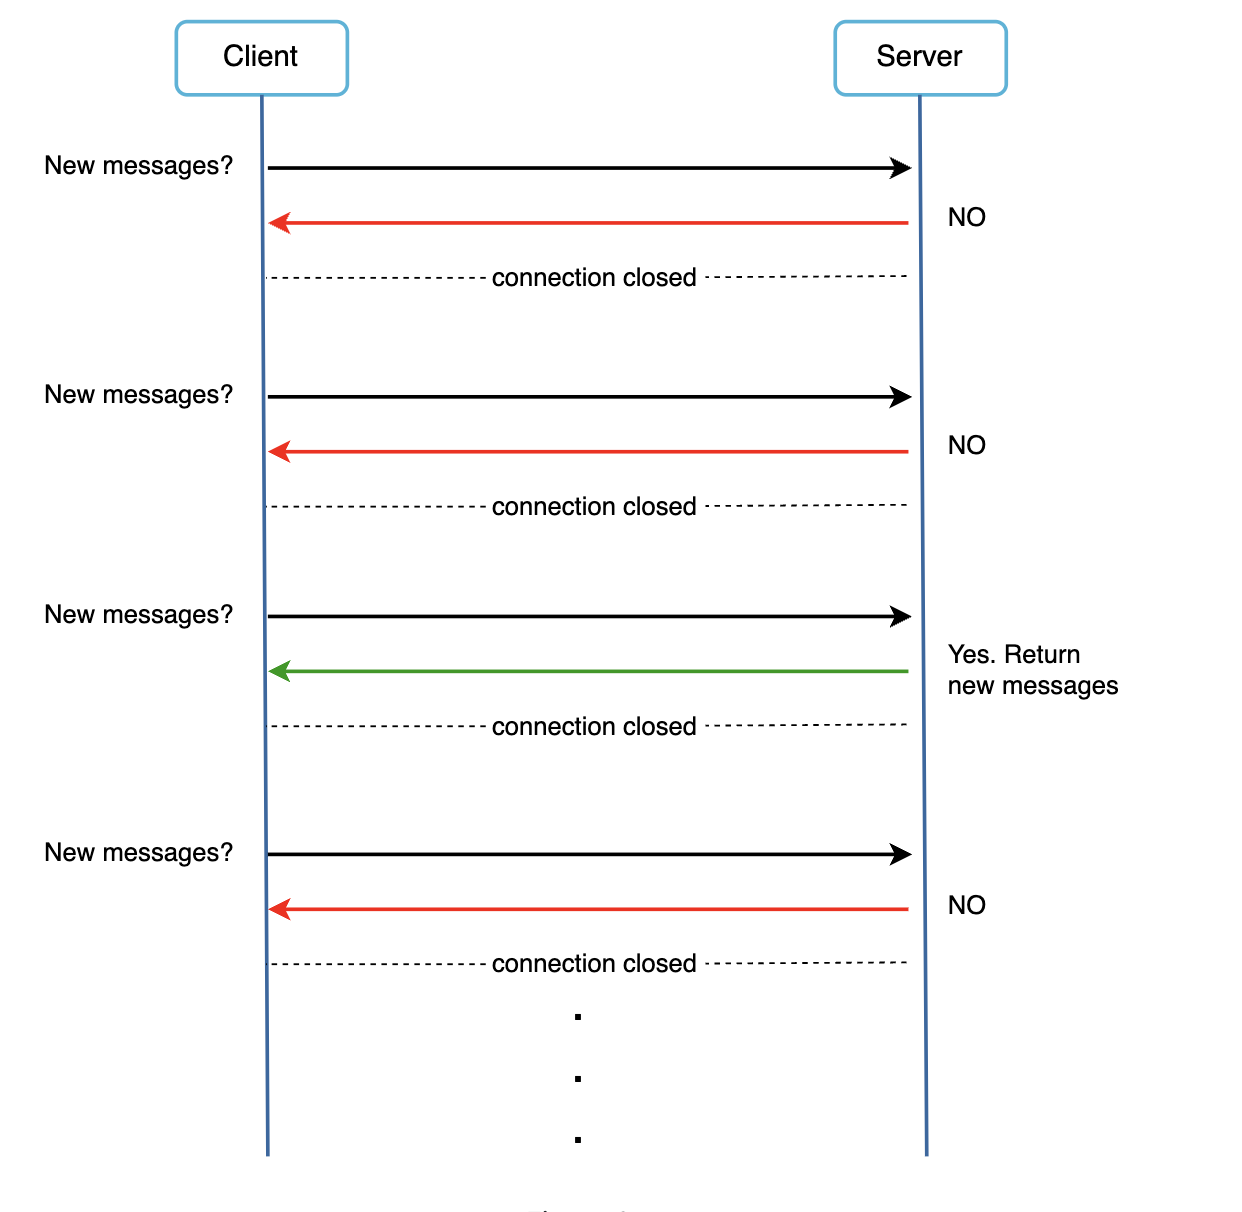 Client
Server
New messages?
NO
connection closed
New messages?
NO
connection closed
New messages?
Yes. Return
new messages
connection closed
New messages?
NO
connection closed